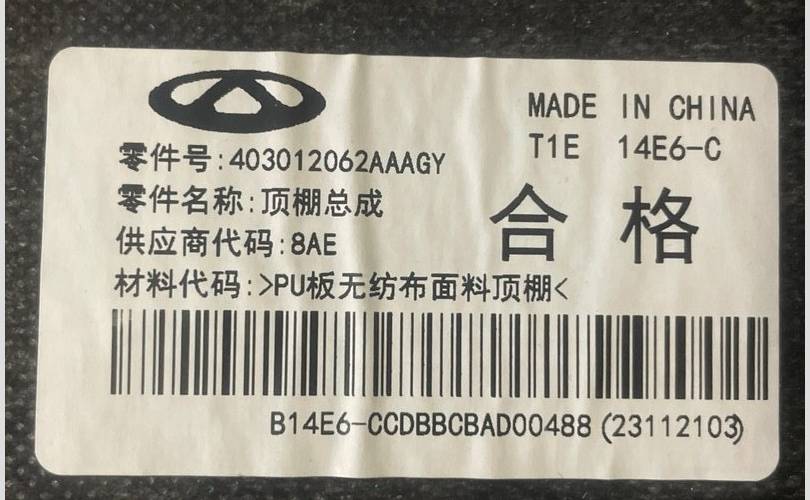 MADE IN CHINA
T1E 14E6-C
零件号:403012062AAAGY
零件名称:顶棚总成
供应商代码:8AE
材料代码:>PU板无纺布面料顶棚<
合格
B14E6-CCDBBCBAD00488 (23112103)